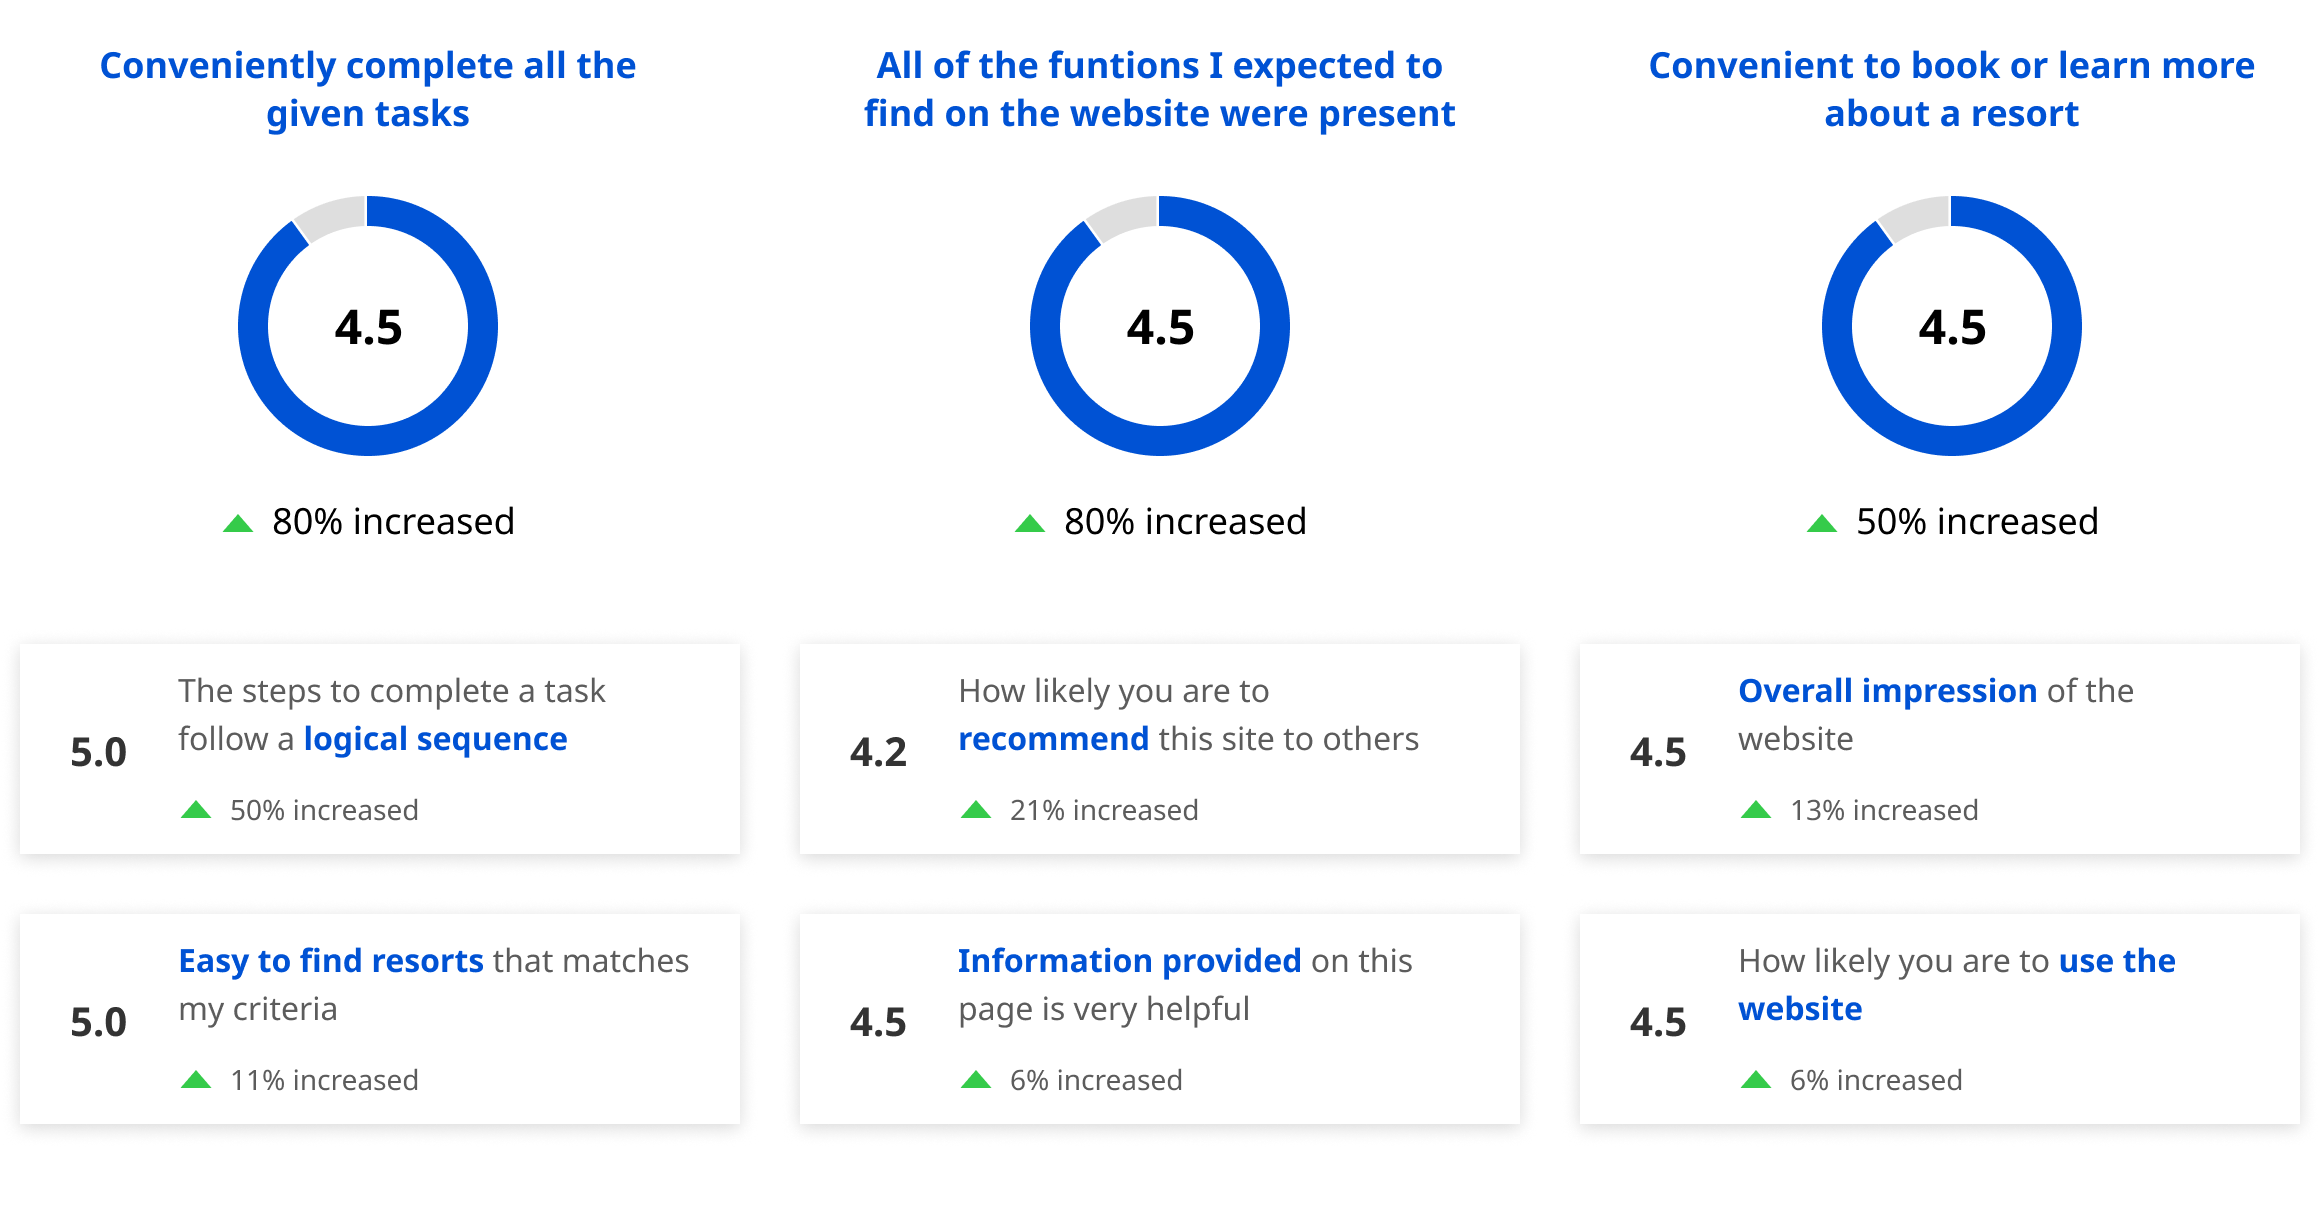 Conveniently complete all the
given tasks
4.5
80% increased
All of the funtions I expected to
find on the website were present
4.5
80% increased
Convenient to book or learn more
about a resort
4.5
50% increased
5.0
The steps to complete a task
follow a logical sequence
50% increased
4.2
How likely you are to
recommend this site to others
21% increased
4.5
Overall impression of the
website
13% increased
5.0
Easy to find resorts that matches
my criteria
11% increased
4.5
Information provided on this
page is very helpful
6% increased
4.5
How likely you are to use the
website
6% increased